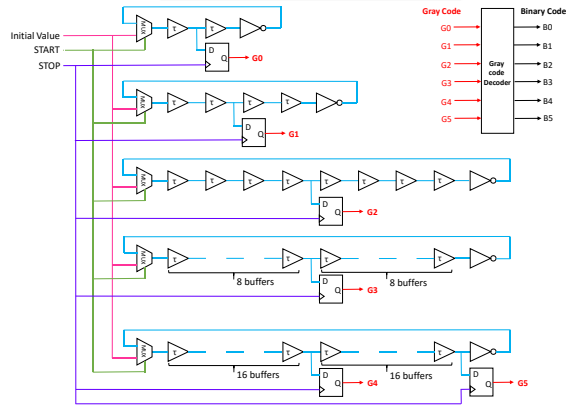 Initial Value
START
STOP
MUX
τ τ τ
D
Q
G0
MUX
τ τ τ τ
D
Q
G1
MUX
τ τ τ τ τ τ τ τ
D
Q
G2
MUX
τ τ τ τ
8 buffers
8 buffers
D
Q
G3
MUX
τ τ τ τ
16 buffers
16 buffers
D
Q
G4
D
Q
G5
Gray Code
Binary Code
G0
G1
G2
G3
G4
G5
Gray
code
Decoder
B0
B1
B2
B3
B4
B5